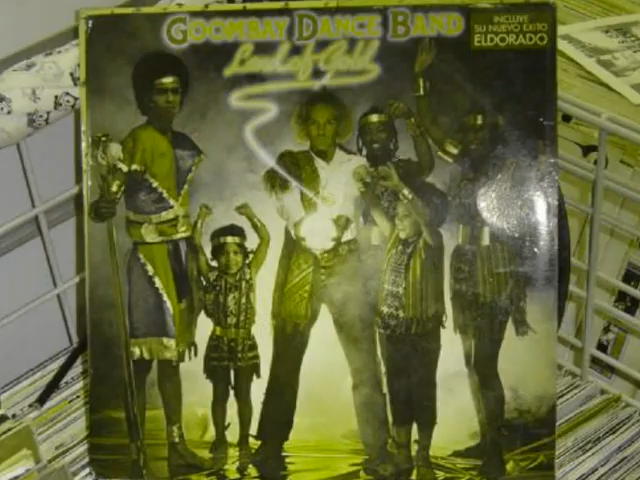 GOOMBAY DANCE BAND
Land of Gold
INCLUYE
SU NUEVO EXITO
ELDORADO